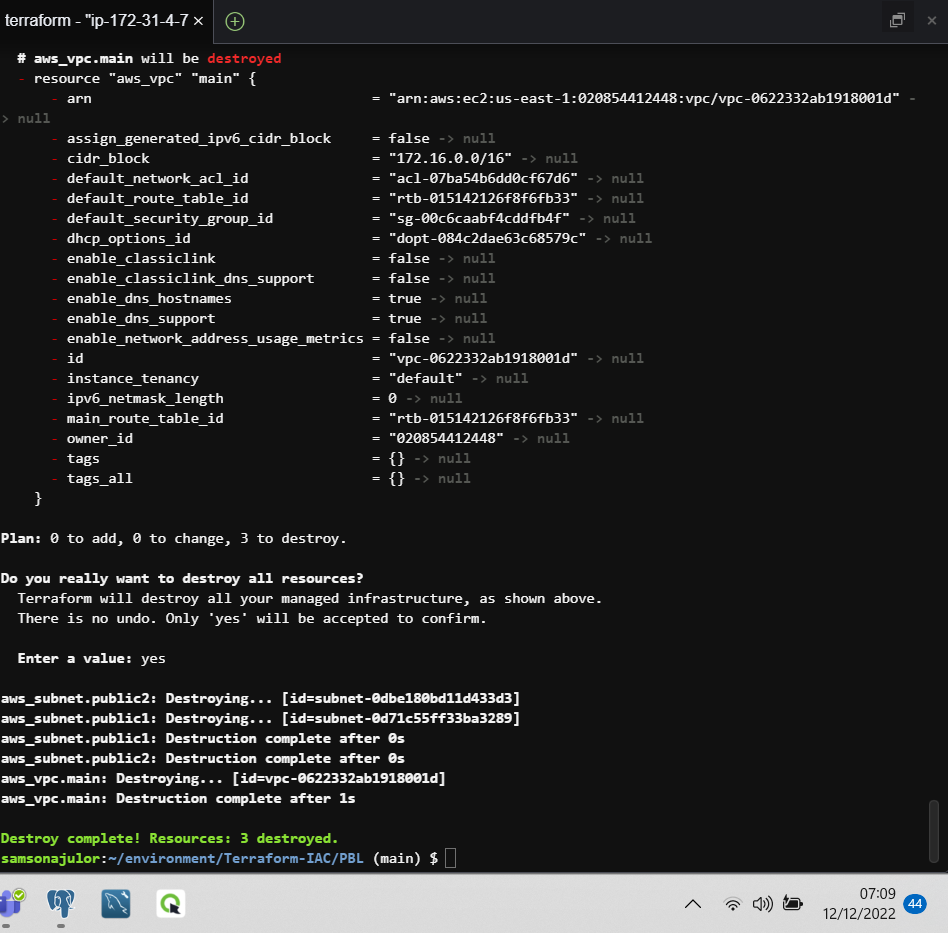 terraform - "ip-172-31-4-7 ×
# aws_vpc.main will be destroyed
- resource "aws_vpc" "main" {
- arn = "arn:aws:ec2:us-east-1:020854412448:vpc/vpc-0622332ab1918001d" -
> null
- assign_generated_ipv6_cidr_block = false -> null
- cidr_block = "172.16.0.0/16" -> null
- default_network_acl_id = "acl-07ba54b6dd0cf67d6" -> null
- default_route_table_id = "rtb-015142126f8f6fb33" -> null
- default_security_group_id = "sg-00c6caabf4cddfb4f" -> null
- dhcp_options_id = "dopt-084c2dae63c68579c" -> null
- enable_classiclink = false -> null
- enable_classiclink_dns_support = false -> null
- enable_dns_hostnames = true -> null
- enable_dns_support = true -> null
- enable_network_address_usage_metrics = false -> null
- id = "vpc-0622332ab1918001d" -> null
- instance_tenancy = "default" -> null
- ipv6_netmask_length = 0 -> null
- main_route_table_id = "rtb-015142126f8f6fb33" -> null
- owner_id = "020854412448" -> null
- tags = {} -> null
- tags_all = {} -> null
}
Plan: 0 to add, 0 to change, 3 to destroy.
Do you really want to destroy all resources?
Terraform will destroy all your managed infrastructure, as shown above.
There is no undo. Only 'yes' will be accepted to confirm.
Enter a value: yes
aws_subnet.public2: Destroying... [id=subnet-0dbe180bd11d433d3]
aws_subnet.public1: Destroying... [id=subnet-0d71c55ff33ba3289]
aws_subnet.public1: Destruction complete after 0s
aws_subnet.public2: Destruction complete after 0s
aws_vpc.main: Destroying... [id=vpc-0622332ab1918001d]
aws_vpc.main: Destruction complete after 1s
Destroy complete! Resources: 3 destroyed.
samsonajulor:~/environment/Terraform-IAC/PBL (main) $
07:09
12/12/2022
44